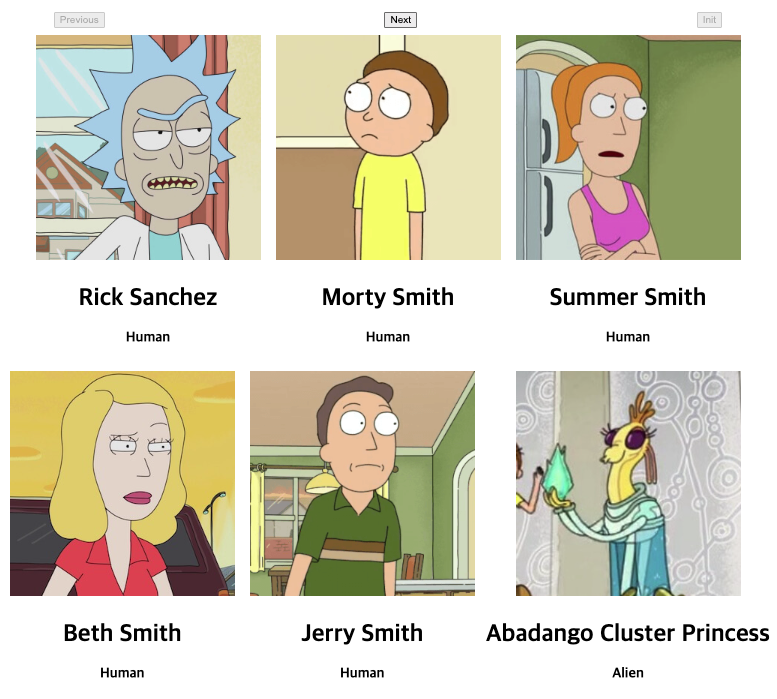 Previous Next Init
Rick Sanchez Morty Smith Summer Smith
Human Human Human
Beth Smith Jerry Smith Abadango Cluster Princess
Human Human Alien